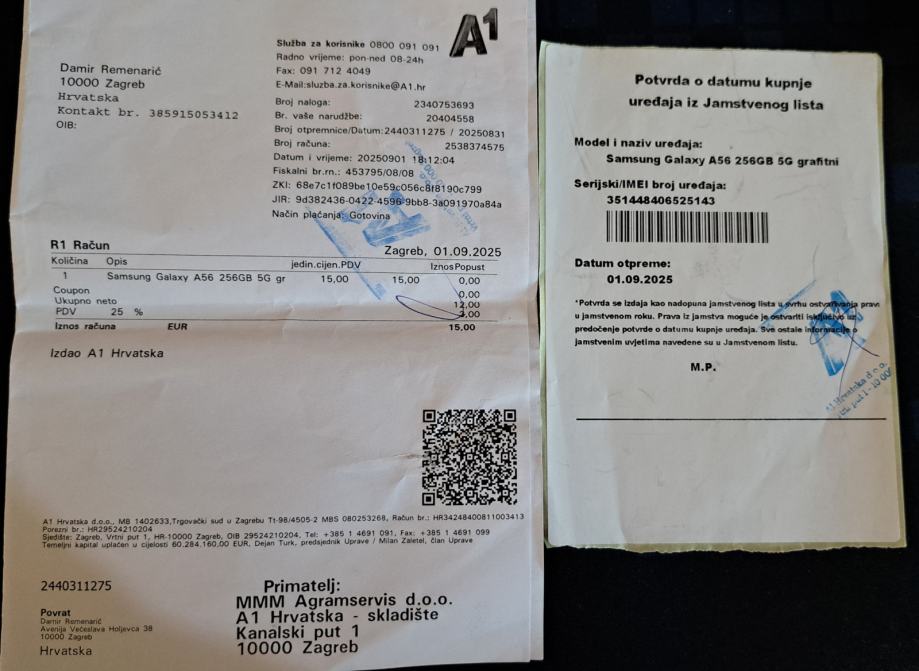 A1
Služba za korisnike 0800 091 091
Radno vrijeme: pon-ned 08-24h
Fax: 091 712 4049
E-Mail:sluzba.za.korisnike@A1.hr
Damir Remenarić
10000 Zagreb
Hrvatska
Kontakt br. 385915053412
OIB:
Broj naloga: 2340753693
Br. vaše narudžbe: 20404558
Broj otpremnice/Datum:2440311275 / 20250831
Broj računa: 2538374575
Datum i vrijeme: 20250901 18:12:04
Fiskalni br.rn.: 453795/08/08
ZKI: 68e7c1f089be10e59c056c8f8190c799
JIR: 9d382436-0422-4596-9bb8-3a091970a84a
Način plaćanja: Gotovina
R1 Račun
Zagreb, 01.09.2025
Količina Opis jedin.cijen.PDV IznosPopust
1 Samsung Galaxy A56 256GB 5G gr 15,00 15,00 0,00
Coupon 0,00
Ukupno neto 12,00
PDV 25 % 3,00
Iznos računa EUR 15,00
Izdao A1 Hrvatska
A1 Hrvatska d.o.o., MB 1402633,Trgovački sud u Zagrebu Tt-98/4505-2 MBS 080253268, Račun br.: HR34248400811003413
Porezni br.: HR29524210204
Sjedište: Zagreb, Vrtni put 1, HR-10000 Zagreb, OIB 29524210204, Tel: +385 1 4691 091, Fax: +385 1 4691 099
Temeljni kapital uplaćen u cijelosti 60.284.160,00 EUR, Dejan Turk, predsjednik Uprave / Milan Zaletel, član Uprave
2440311275
Povrat
Damir Remenarić
Avenija Većeslava Holjevca 38
10000 Zagreb
Hrvatska
Primatelj:
MMM Agramservis d.o.o.
A1 Hrvatska - skladište
Kanalski put 1
10000 Zagreb
Potvrda o datumu kupnje
uređaja iz Jamstvenog lista
Model i naziv uređaja:
Samsung Galaxy A56 256GB 5G grafitni
Serijski/IMEI broj uređaja:
351448406525143
Datum otpreme:
01.09.2025
*Potvrda se izdaja kao nadopuna jamstvenog lista u svrhu ostvarivanja prava
u jamstvenom roku. Prava iz jamstva moguće je ostvariti isključivo uz
predočenje potvrde o datumu kupnje uređaja. Sve ostale informacije o
jamstvenim uvjetima navedene su u Jamstvenom listu.
M.P.
A1 Hrvatska d.o.o.